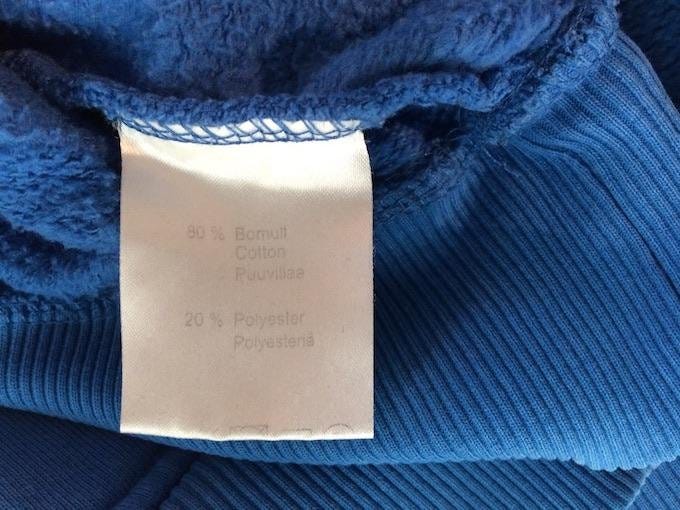 80 % Bomull
Cotton
Puuvillaa
20 % Polyester
Polyesteriä